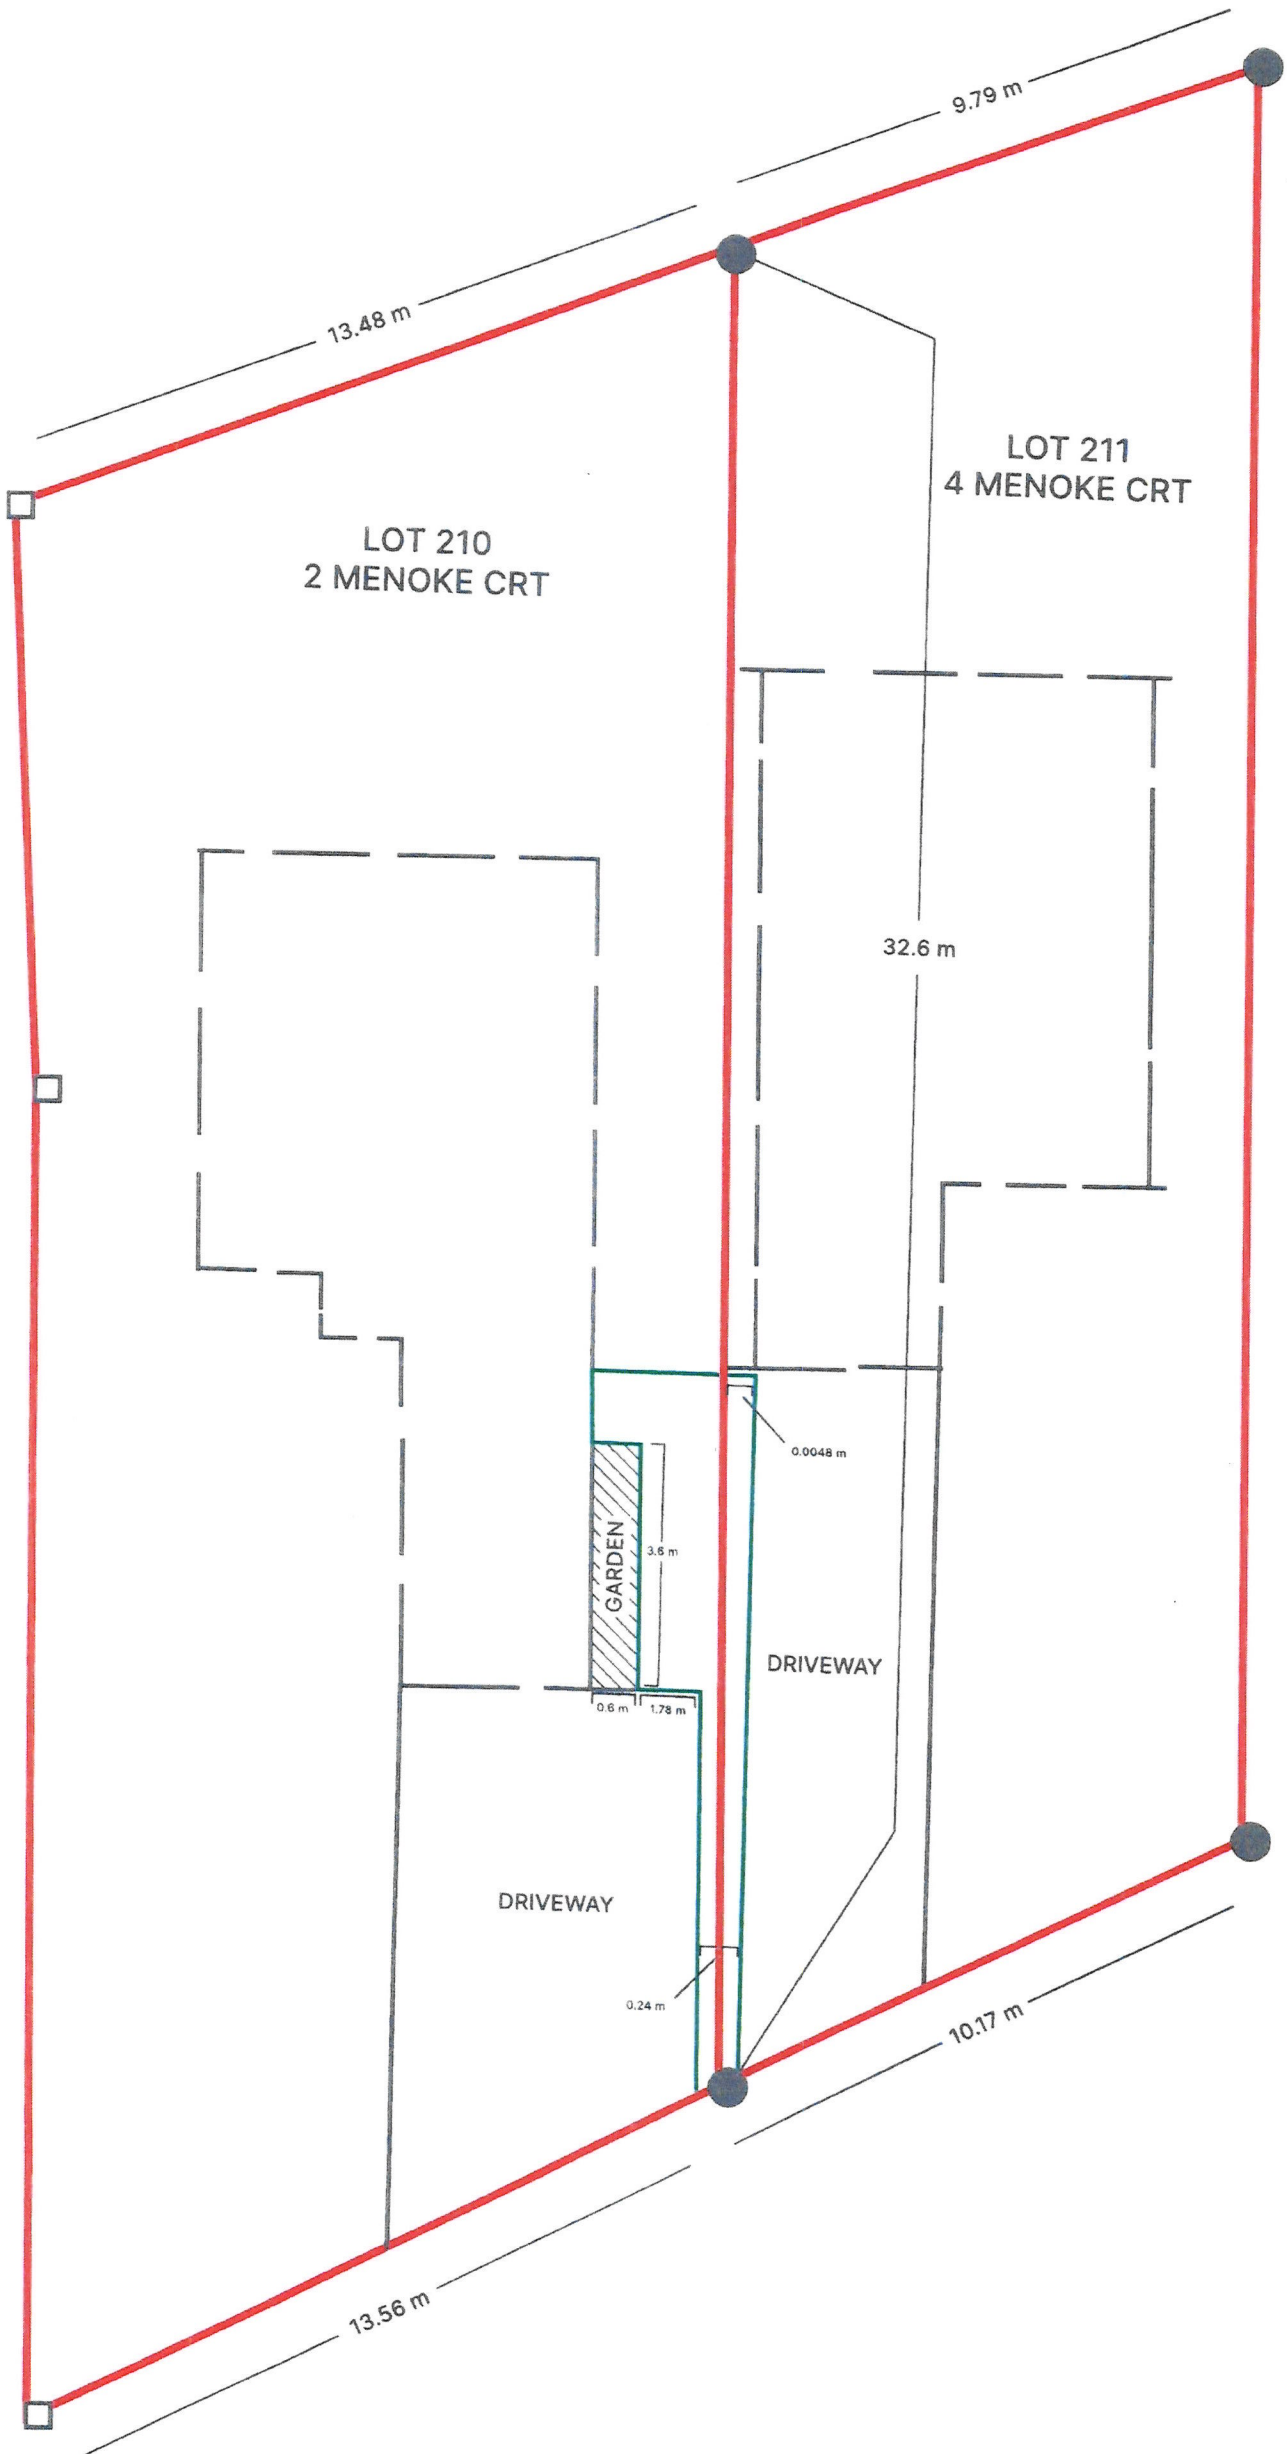 9.79 m
13.48 m
LOT 211
4 MENOKE CRT
LOT 210
2 MENOKE CRT
32.6 m
0.0048 m
GARDEN
3.6 m
DRIVEWAY
0.6 m
1.78 m
DRIVEWAY
0.24 m
10.17 m
13.56 m